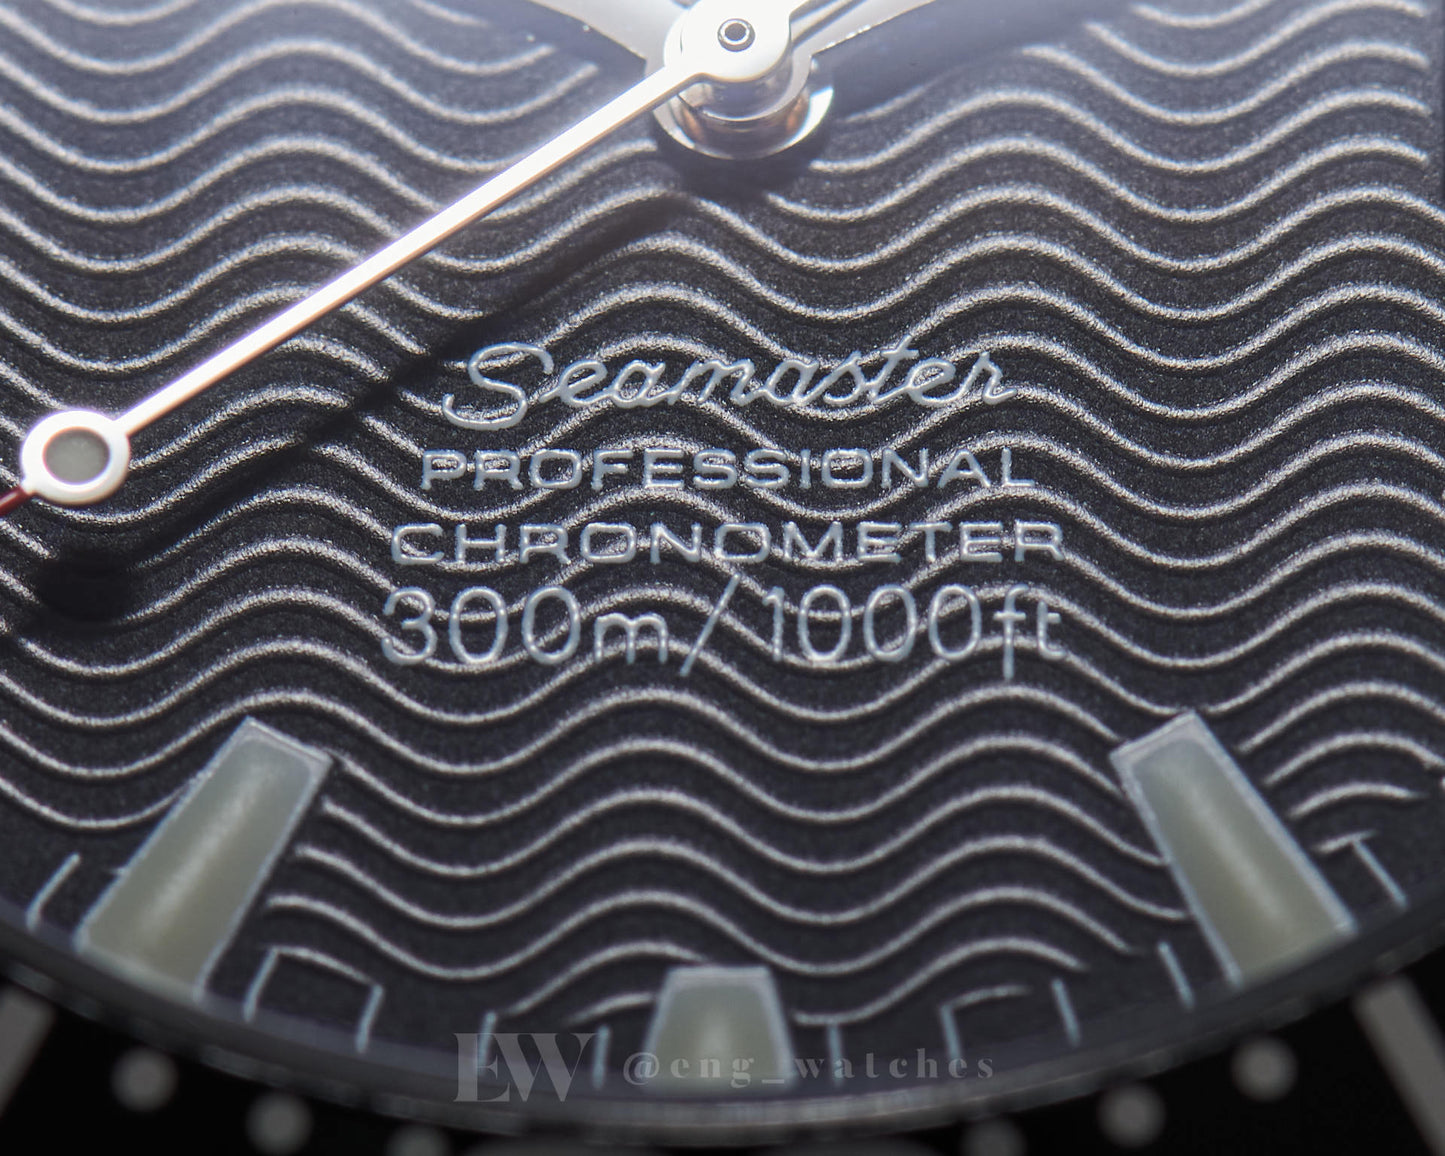 Seamaster
PROFESSIONAL
CHRONOMETER
300m/1000ft
EW @eng_watches